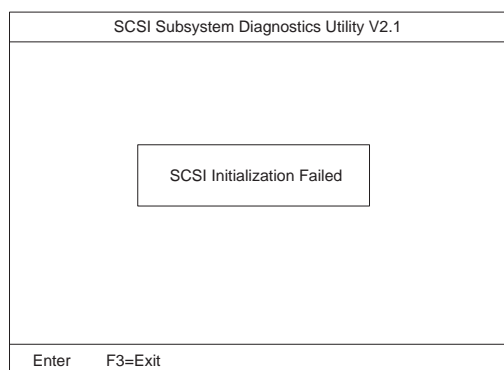 SCSI Subsystem Diagnostics Utility V2.1
SCSI Initialization Failed
Enter F3=Exit